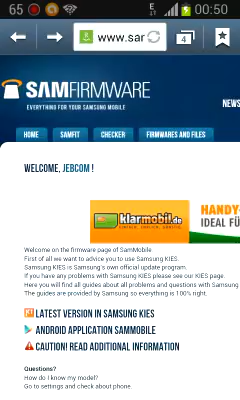 65 E 00:50
www.sar 4
SAMFIRMWARE
EVERYTHING FOR YOUR SAMSUNG MOBILE
NEWS
HOME SAMFIT CHECKER FIRMWARES AND FILES
WELCOME, JEBCOM !
klarmobil.de
HANDY-
IDEAL FÜ
Welcome on the firmware page of SamMobile
First of all we want to advice you to use Samsung KIES.
Samsung KIES is Samsung's own official update program.
If you have any problems with Samsung KIES please see our KIES page.
Here you will find all guides about all problems and questions with Samsung
The guides are provided by Samsung so everything is 100% right.
LATEST VERSION IN SAMSUNG KIES
ANDROID APPLICATION SAMMOBILE
CAUTION! READ ADDITIONAL INFORMATION
Questions?
How do I know my model?
Go to settings and check about phone.